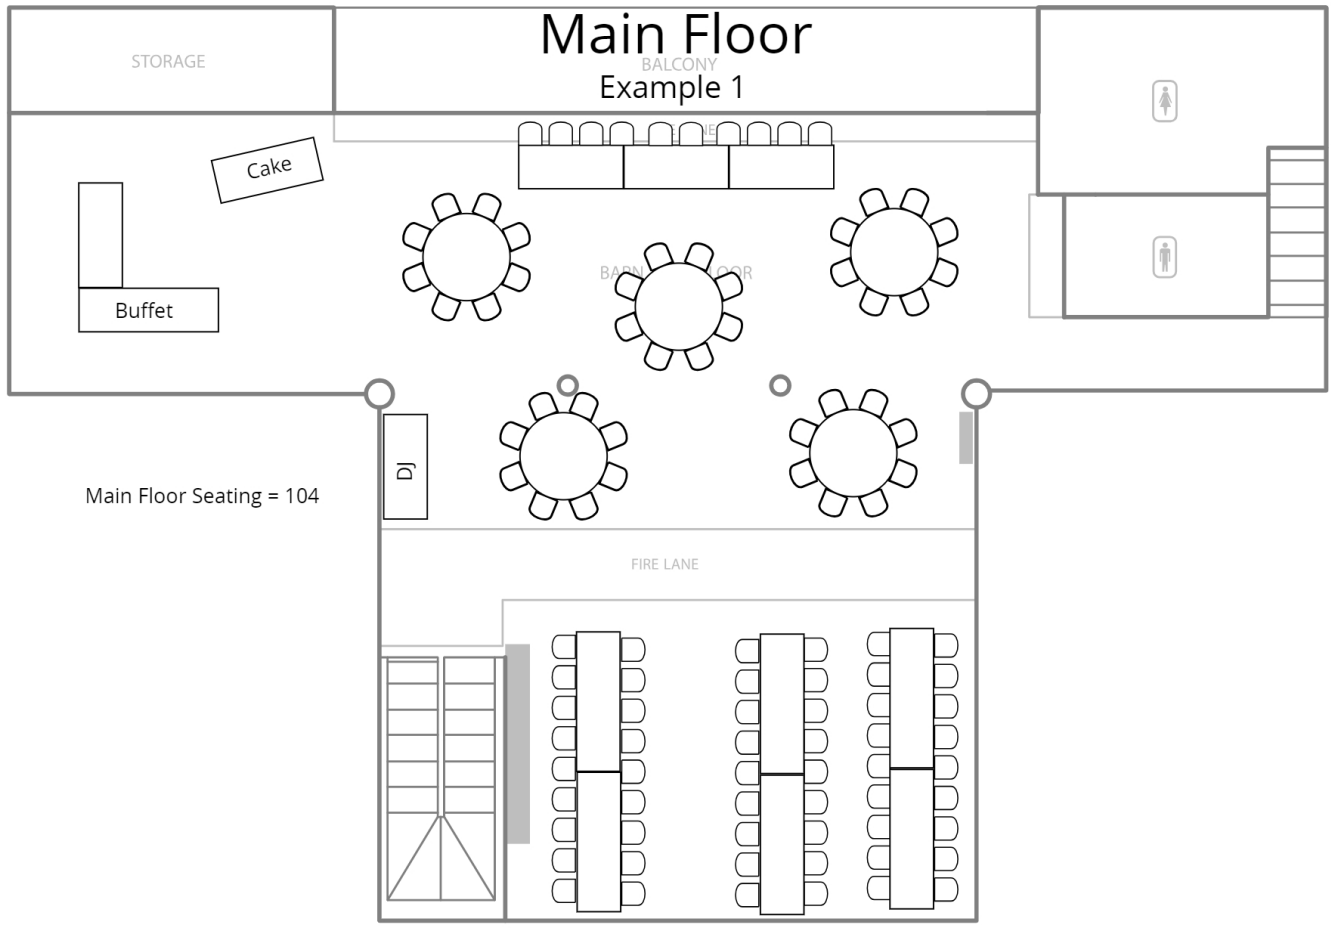 Main Floor
STORAGE
BALCONY
Example 1
Cake
Buffet
DJ
Main Floor Seating = 104
FIRE LANE